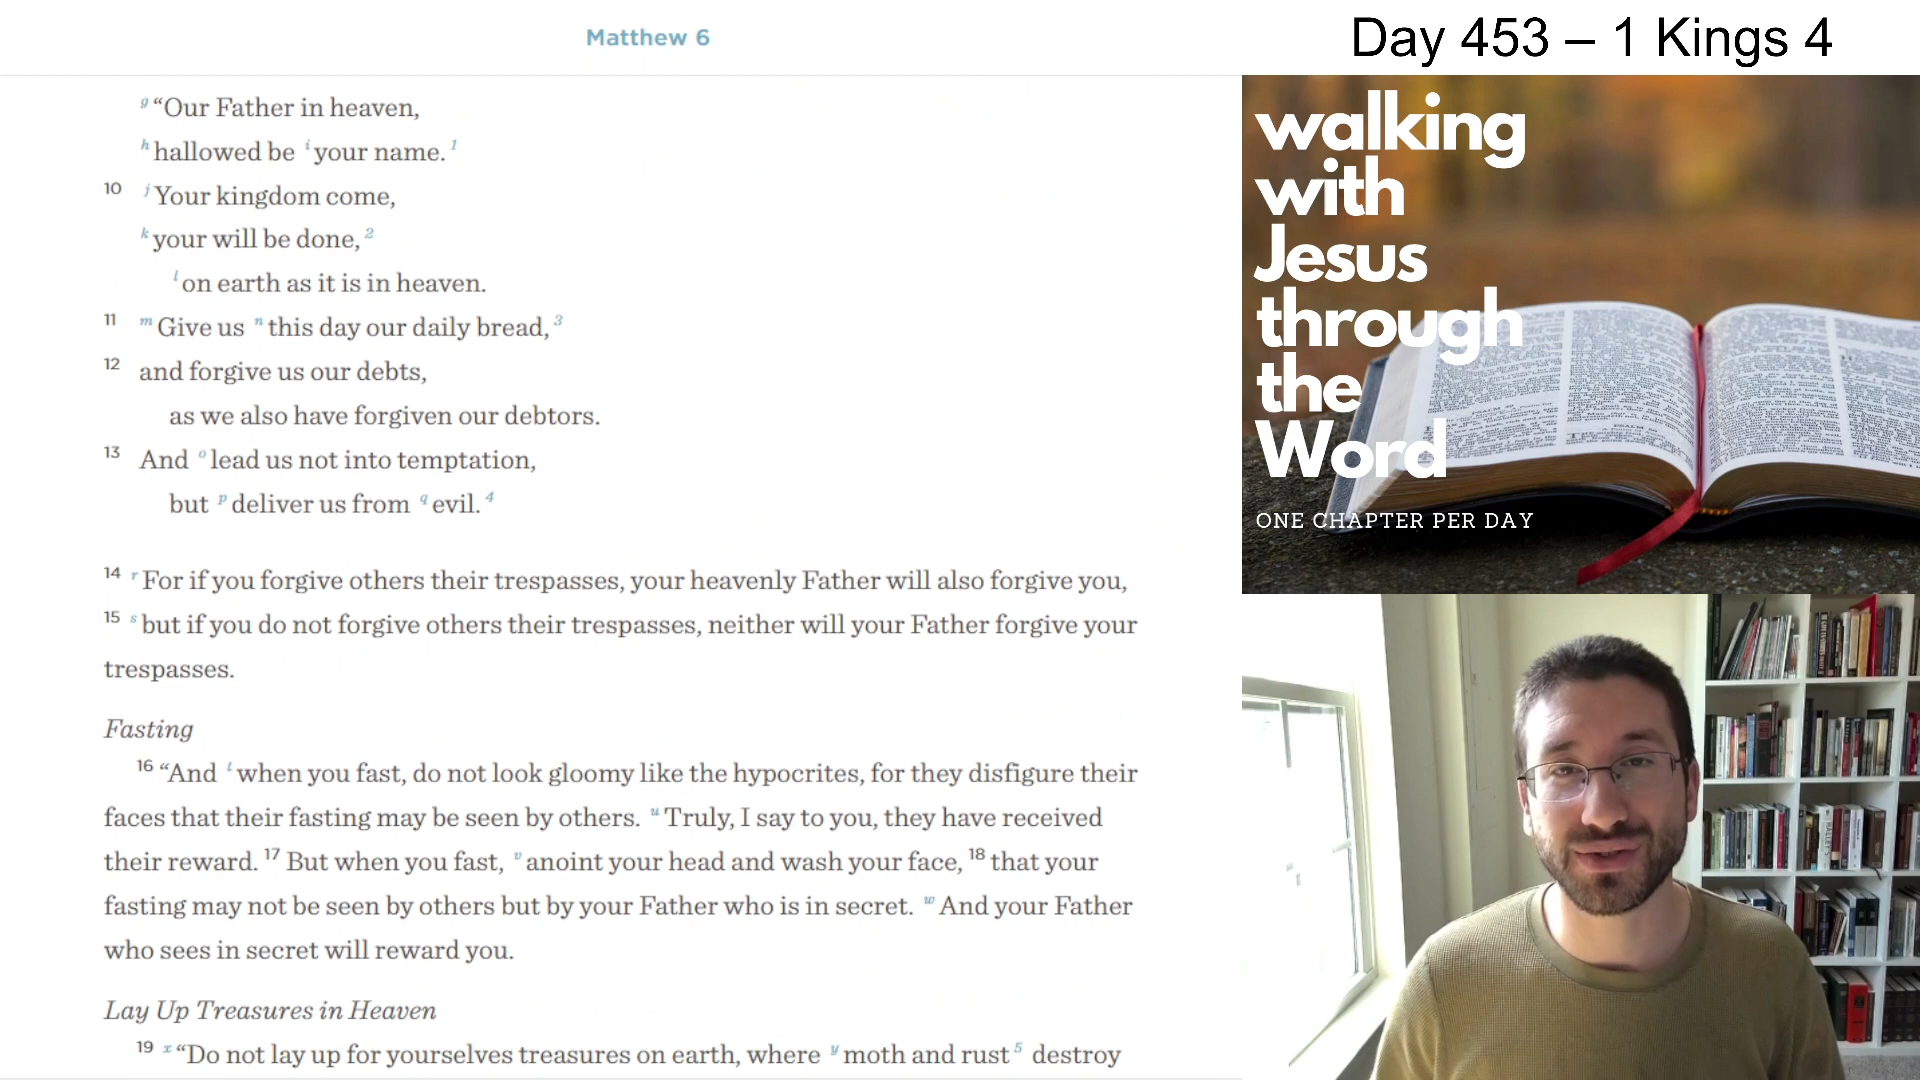 Matthew 6
Day 453 – 1 Kings 4
g “Our Father in heaven,
h hallowed be i your name. 1
10 j Your kingdom come,
k your will be done, 2
l on earth as it is in heaven.
11 m Give us n this day our daily bread, 3
12 and forgive us our debts,
as we also have forgiven our debtors.
13 And o lead us not into temptation,
but p deliver us from q evil. 4
14 r For if you forgive others their trespasses, your heavenly Father will also forgive you,
15 s but if you do not forgive others their trespasses, neither will your Father forgive your
trespasses.
Fasting
16 “And t when you fast, do not look gloomy like the hypocrites, for they disfigure their
faces that their fasting may be seen by others. u Truly, I say to you, they have received
their reward. 17 But when you fast, v anoint your head and wash your face, 18 that your
fasting may not be seen by others but by your Father who is in secret. w And your Father
who sees in secret will reward you.
Lay Up Treasures in Heaven
19 x “Do not lay up for yourselves treasures on earth, where y moth and rust 5 destroy
walking
with
Jesus
through
the
Word
ONE CHAPTER PER DAY